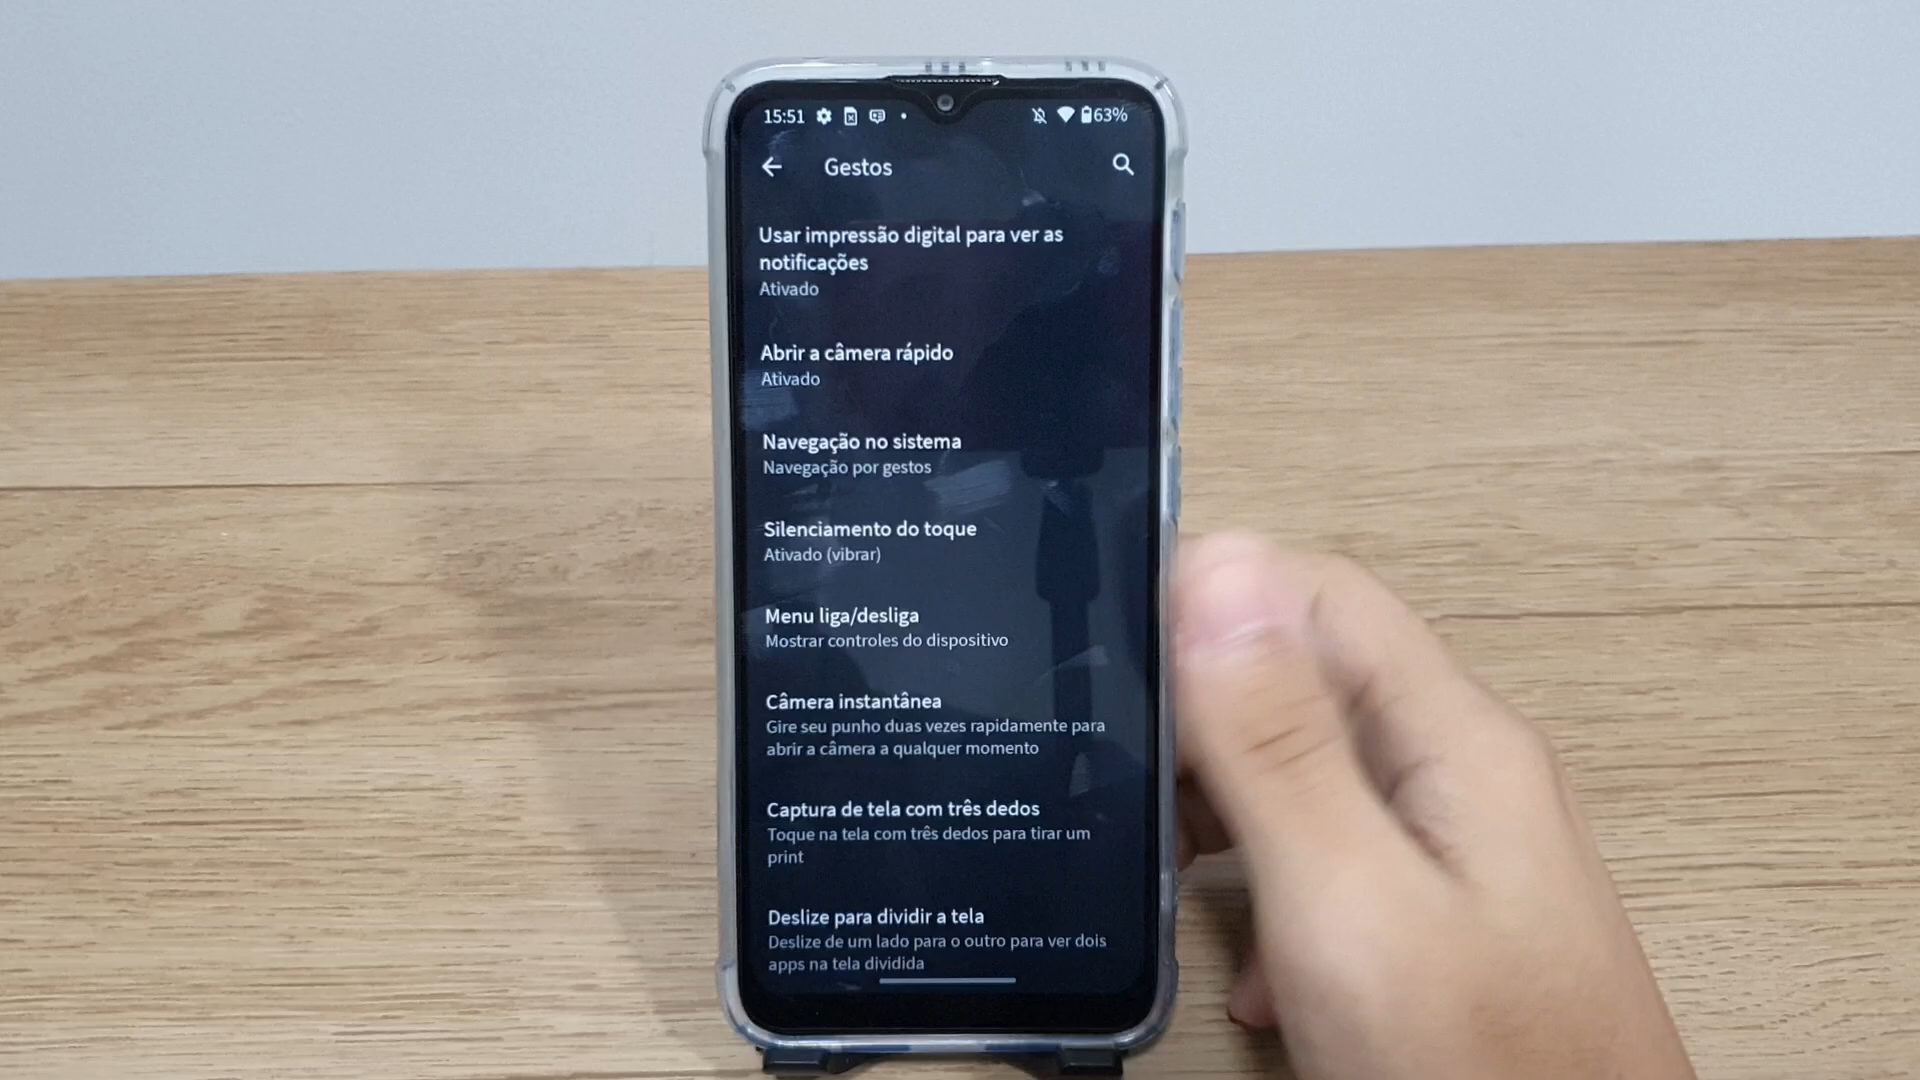 15:51 63%
Gestos
Usar impressão digital para ver as
notificações
Ativado
Abrir a câmera rápido
Ativado
Navegação no sistema
Navegação por gestos
Silenciamento do toque
Ativado (vibrar)
Menu liga/desliga
Mostrar controles do dispositivo
Câmera instantânea
Gire seu punho duas vezes rapidamente para
abrir a câmera a qualquer momento
Captura de tela com três dedos
Toque na tela com três dedos para tirar um
print
Deslize para dividir a tela
Deslize de um lado para o outro para ver dois
apps na tela dividida